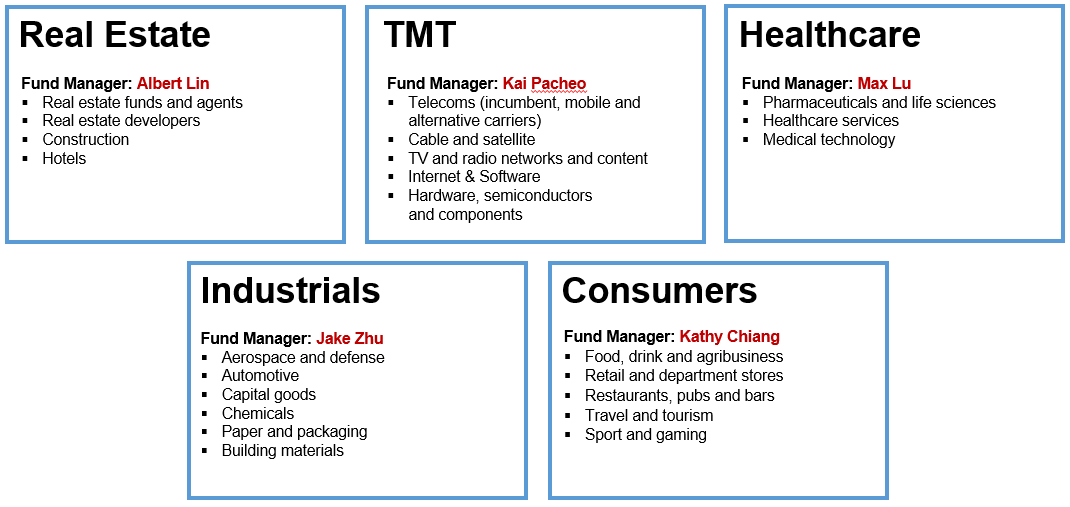 Real Estate
Fund Manager: Albert Lin
▪ Real estate funds and agents
▪ Real estate developers
▪ Construction
▪ Hotels
TMT
Fund Manager: Kai Pacheo
▪ Telecoms (incumbent, mobile and
alternative carriers)
▪ Cable and satellite
▪ TV and radio networks and content
▪ Internet & Software
▪ Hardware, semiconductors
and components
Healthcare
Fund Manager: Max Lu
▪ Pharmaceuticals and life sciences
▪ Healthcare services
▪ Medical technology
Industrials
Fund Manager: Jake Zhu
▪ Aerospace and defense
▪ Automotive
▪ Capital goods
▪ Chemicals
▪ Paper and packaging
▪ Building materials
Consumers
Fund Manager: Kathy Chiang
▪ Food, drink and agribusiness
▪ Retail and department stores
▪ Restaurants, pubs and bars
▪ Travel and tourism
▪ Sport and gaming